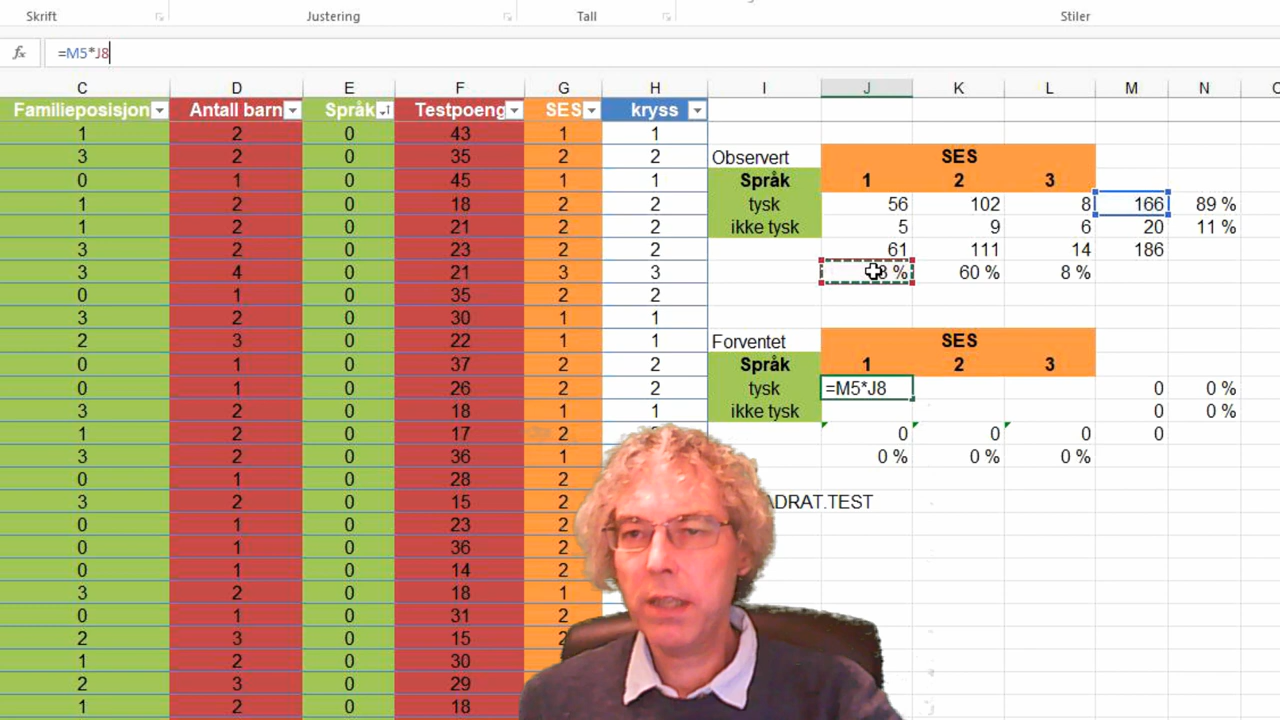 Skrift Justering Tall Stiler
fx =M5*J8
C D E F G H I J K L M N
Familieposisjon Antall barn Språk Testpoeng SES kryss
1 2 0 43 1 1
3 2 0 35 2 2 Observert SES
0 1 0 45 1 1 Språk 1 2 3
1 2 0 18 2 2 tysk 56 102 8 166 89 %
1 2 0 21 2 2 ikke tysk 5 9 6 20 11 %
3 2 0 23 2 2 61 111 14 186
3 4 0 21 3 3 % 60 % 8 %
0 1 0 35 2 2
3 2 0 30 1 1
2 3 0 22 1 1 Forventet SES
0 1 0 37 2 2 Språk 1 2 3
0 1 0 26 2 2 tysk =M5*J8 0 0 %
3 2 0 18 1 1 ikke tysk 0 0 %
1 2 0 17 2 0 0 0 0
3 2 0 36 1 0 % 0 % 0 %
0 1 0 28 2
3 2 0 15 2 ADRAT.TEST
0 1 0 23 2
0 1 0 36 2
0 1 0 14 2
3 2 0 18 1
0 1 0 31 2
2 3 0 15 2
1 2 0 30
2 3 0 29
1 2 0 18